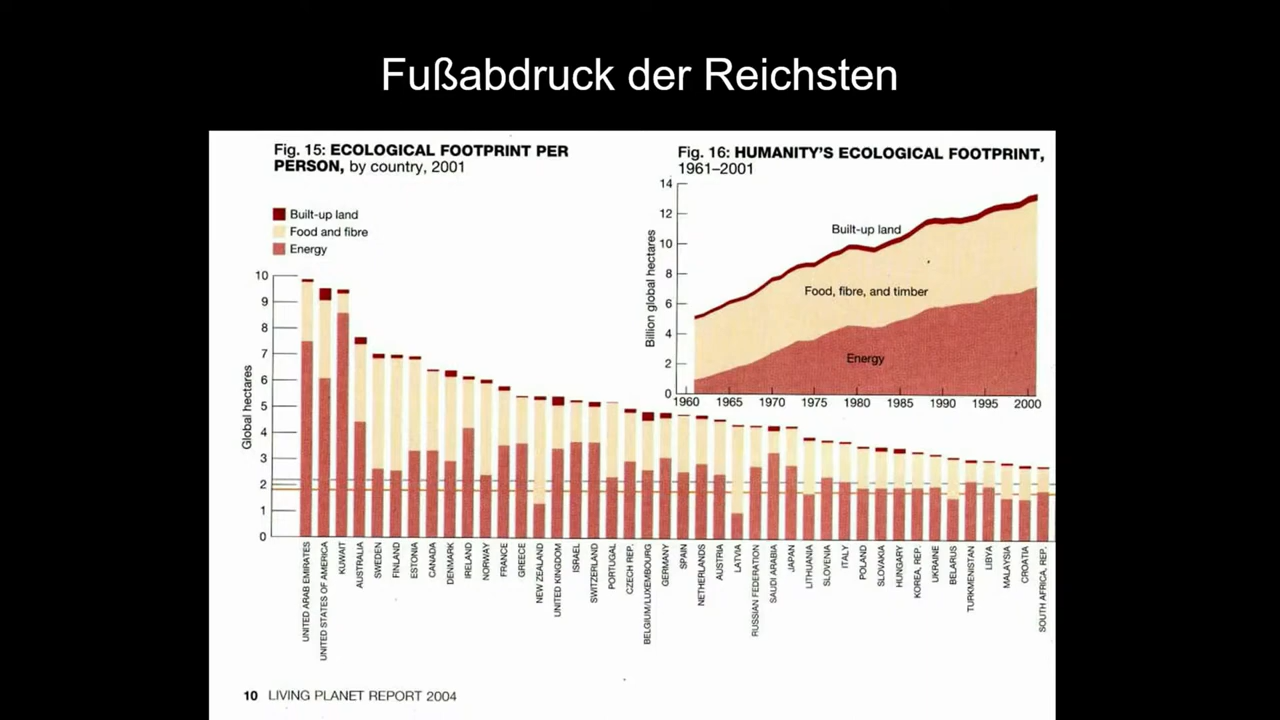 Fußabdruck der Reichsten
Fig. 15: ECOLOGICAL FOOTPRINT PER
PERSON, by country, 2001
Built-up land
Food and fibre
Energy
Global hectares
10
9
8
7
6
5
4
3
2
1
0
UNITED ARAB EMIRATES
UNITED STATES OF AMERICA
KUWAIT
AUSTRALIA
SWEDEN
FINLAND
ESTONIA
CANADA
DENMARK
IRELAND
NORWAY
FRANCE
GREECE
NEW ZEALAND
UNITED KINGDOM
ISRAEL
SWITZERLAND
PORTUGAL
CZECH REP.
BELGIUM/LUXEMBOURG
GERMANY
SPAIN
NETHERLANDS
AUSTRIA
LATVIA
RUSSIAN FEDERATION
SAUDI ARABIA
JAPAN
LITHUANIA
SLOVENIA
ITALY
POLAND
SLOVAKIA
HUNGARY
KOREA, REP.
UKRAINE
BELARUS
TURKMENISTAN
LIBYA
MALAYSIA
CROATIA
SOUTH AFRICA, REP.
Fig. 16: HUMANITY'S ECOLOGICAL FOOTPRINT,
1961–2001
Billion global hectares
14
12
10
8
6
4
2
0
Built-up land
Food, fibre, and timber
Energy
1960 1965 1970 1975 1980 1985 1990 1995 2000
10 LIVING PLANET REPORT 2004